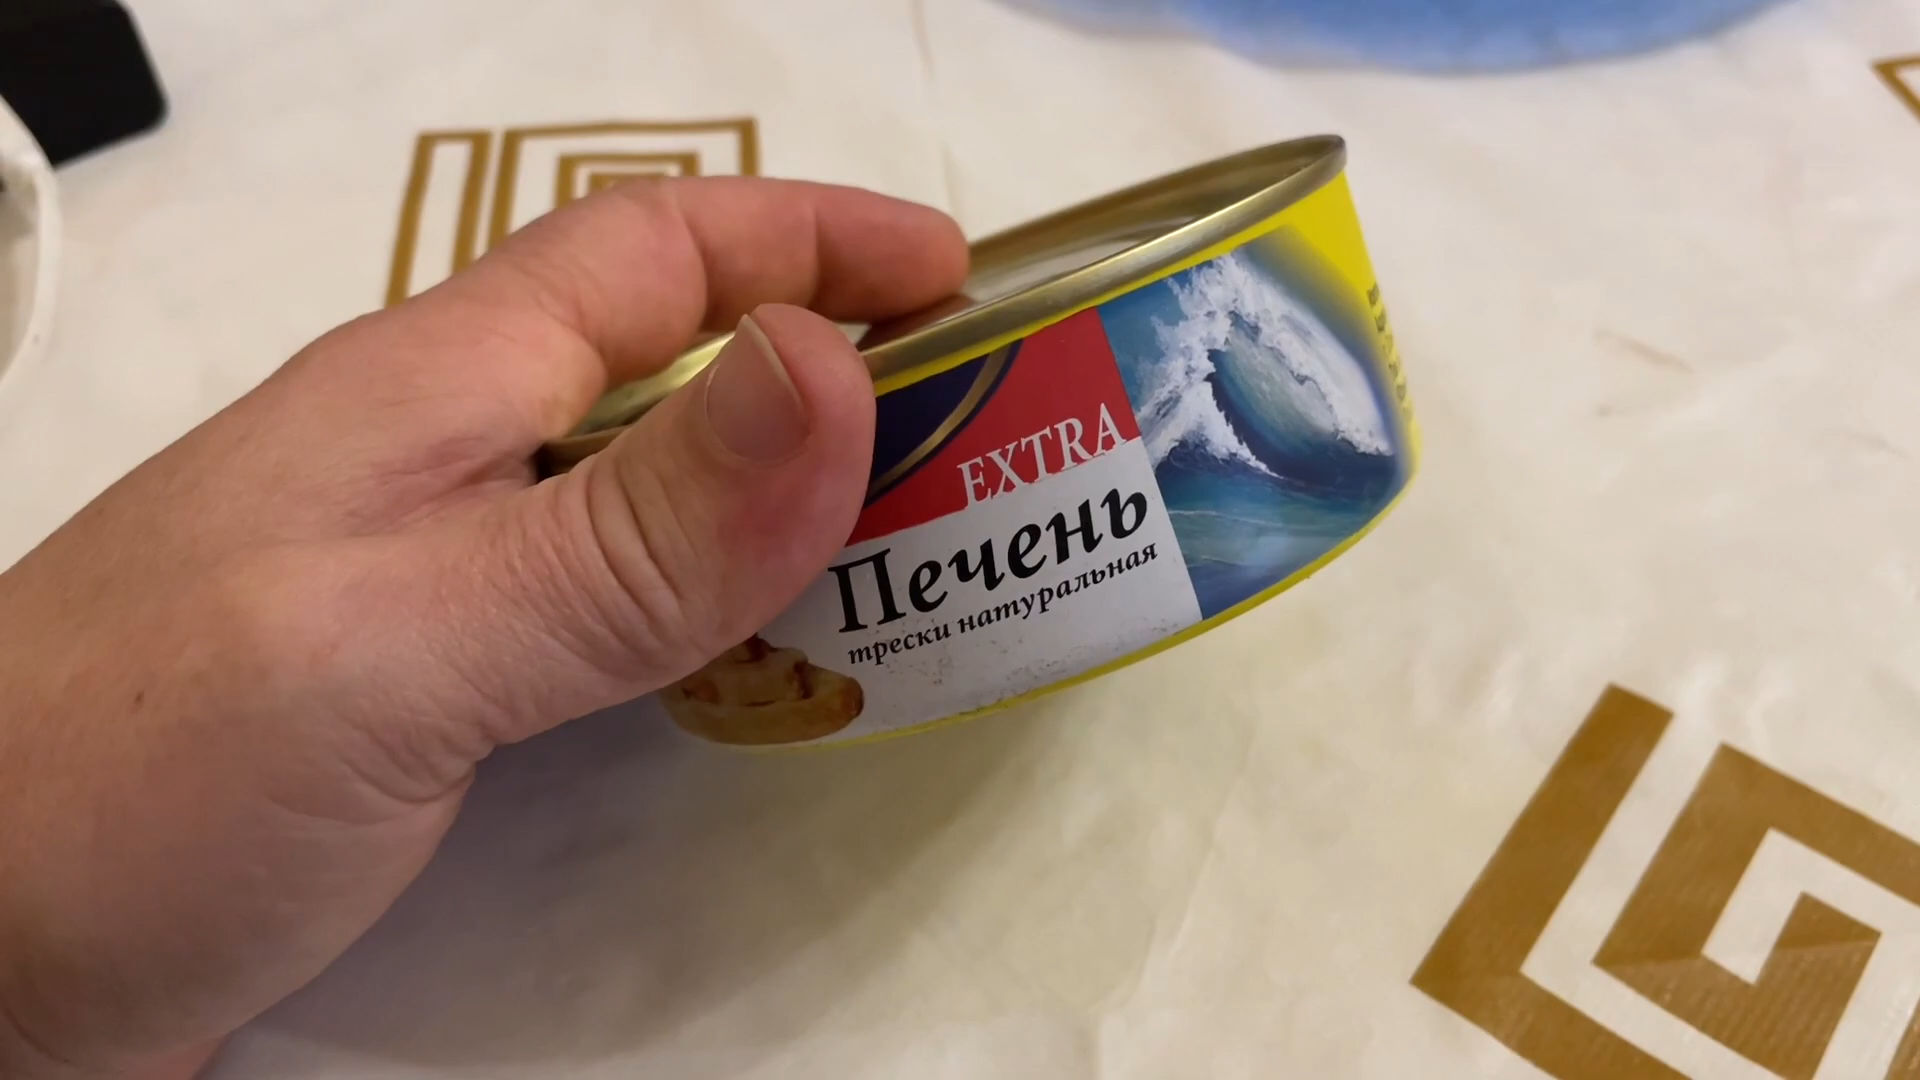 EXTRA
Печень
трески натуральная